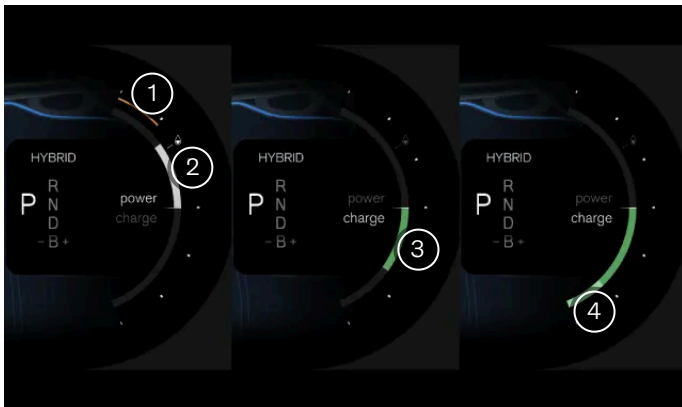 1
2
HYBRID
R
P N
D
- B +
power
charge
HYBRID
R
P N
D
- B +
power
charge
3
HYBRID
R
P N
D
- B +
power
charge
4